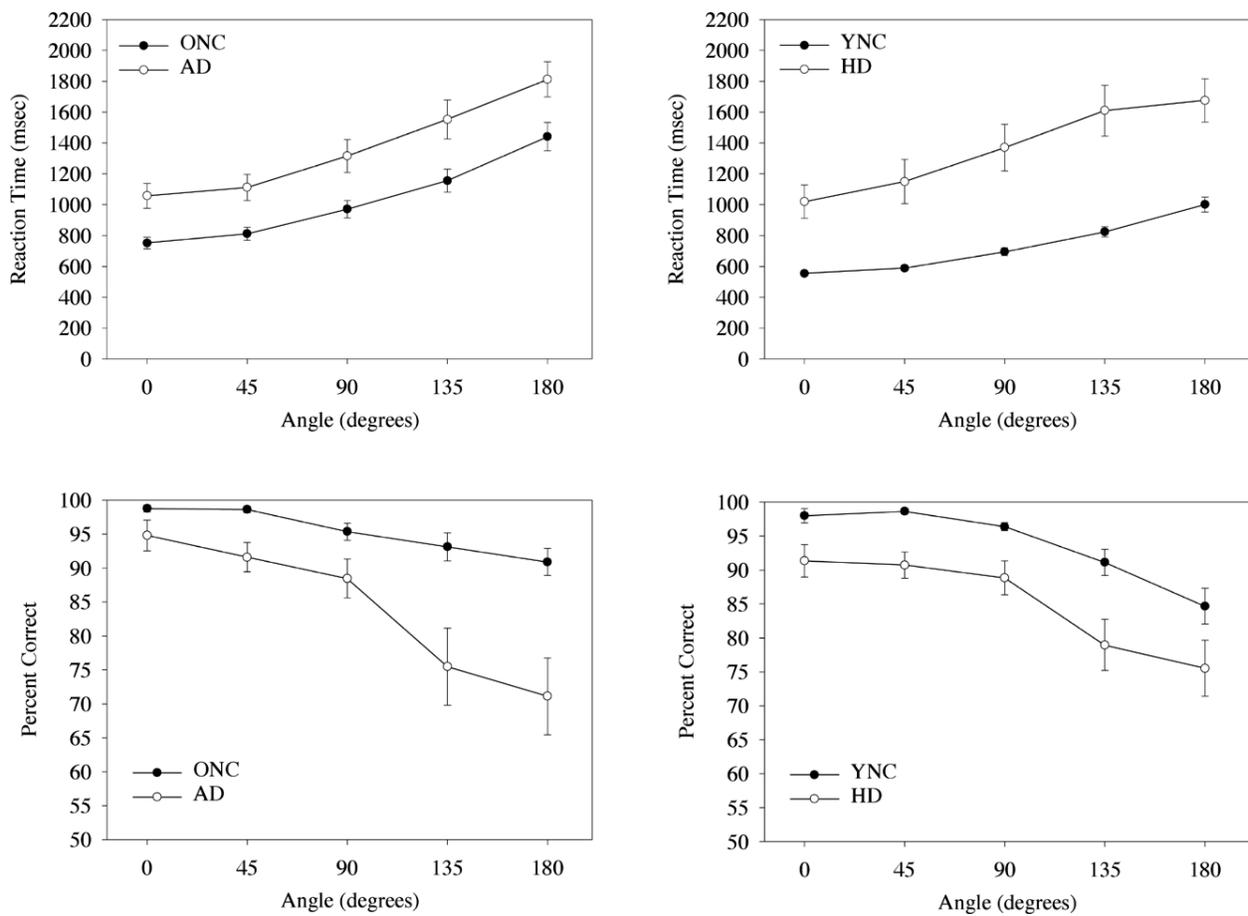 2200
2000
1800
1600
1400
1200
1000
800
600
400
200
0
Reaction Time (msec)
ONC
AD
0 45 90 135 180
Angle (degrees)
2200
2000
1800
1600
1400
1200
1000
800
600
400
200
0
Reaction Time (msec)
YNC
HD
0 45 90 135 180
Angle (degrees)
100
95
90
85
80
75
70
65
60
55
50
Percent Correct
ONC
AD
0 45 90 135 180
Angle (degrees)
100
95
90
85
80
75
70
65
60
55
50
Percent Correct
YNC
HD
0 45 90 135 180
Angle (degrees)